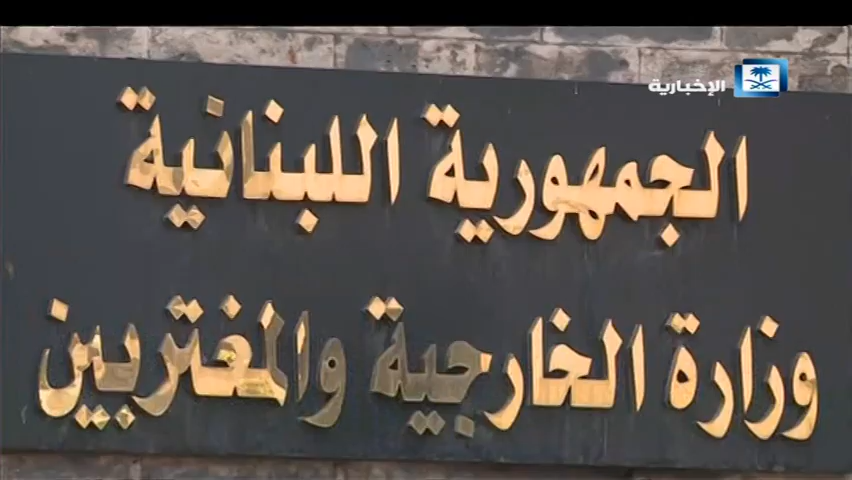 الإخبارية
الجمهورية اللبنانية
وزارة الخارجية والمغتربين